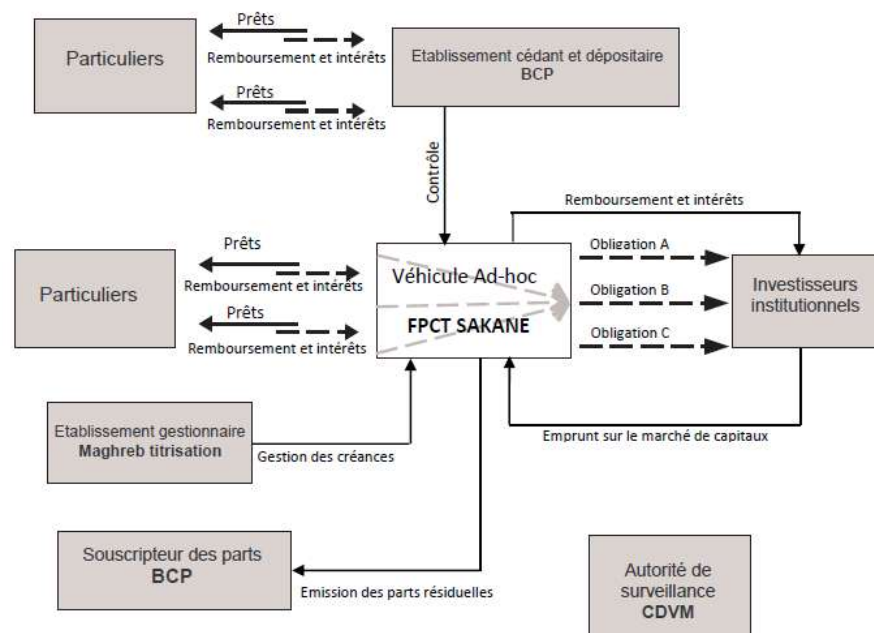 Prêts
Remboursement et intérêts
Particuliers
Prêts
Remboursement et intérêts
Etablissement cédant et dépositaire
BCP
Contrôle
Remboursement et intérêts
Prêts
Remboursement et intérêts
Particuliers
Prêts
Remboursement et intérêts
Véhicule Ad-hoc
FPCT SAKANE
Obligation A
Obligation B
Obligation C
Investisseurs
institutionnels
Emprunt sur le marché de capitaux
Etablissement gestionnaire
Maghreb titrisation
Gestion des créances
Souscripteur des parts
BCP
Emission des parts résiduelles
Autorité de
surveillance
CDVM